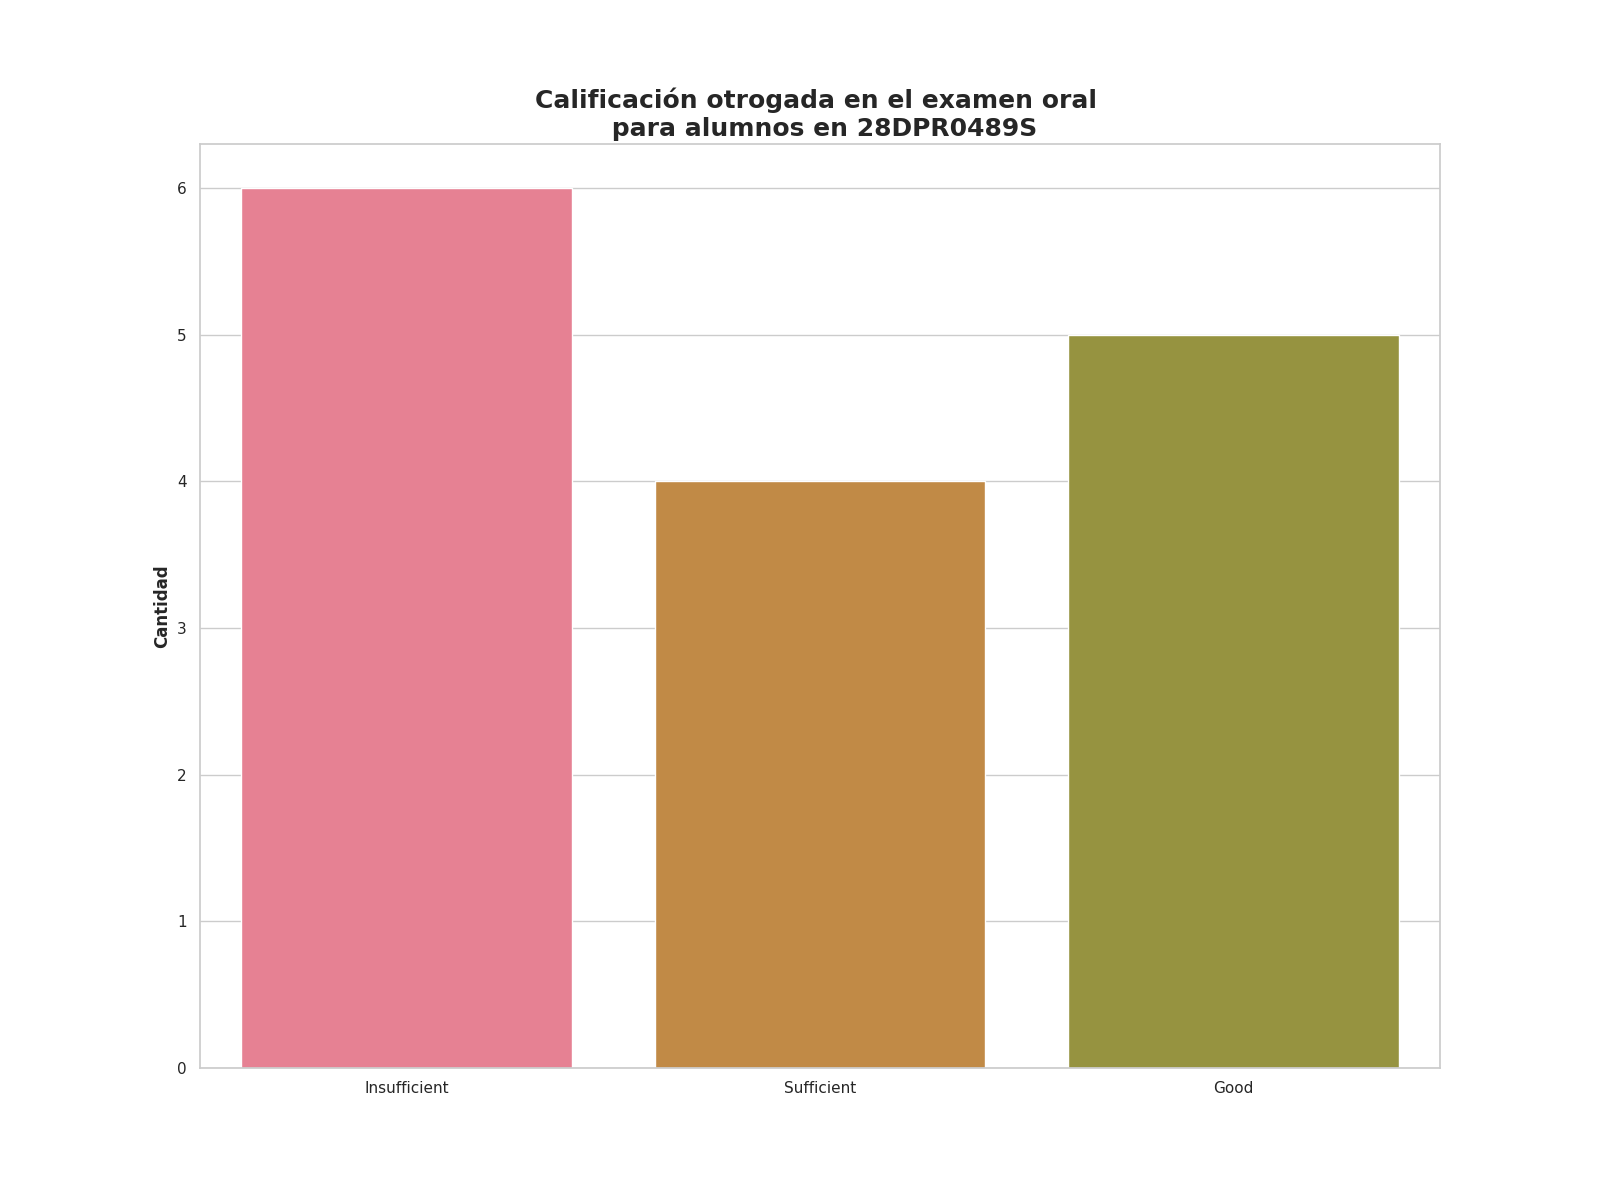 Calificación otrogada en el examen oral
para alumnos en 28DPR0489S
Cantidad
6
5
4
3
2
1
0
Insufficient
Sufficient
Good